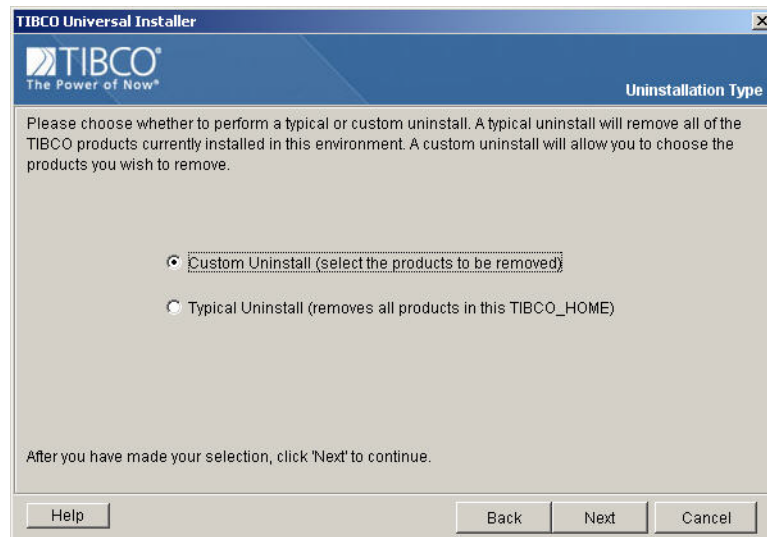 TIBCO Universal Installer
TIBCO®
The Power of Now®
Uninstallation Type
Please choose whether to perform a typical or custom uninstall. A typical uninstall will remove all of the
TIBCO products currently installed in this environment. A custom uninstall will allow you to choose the
products you wish to remove.
Custom Uninstall (select the products to be removed)
Typical Uninstall (removes all products in this TIBCO_HOME)
After you have made your selection, click 'Next' to continue.
Help Back Next Cancel